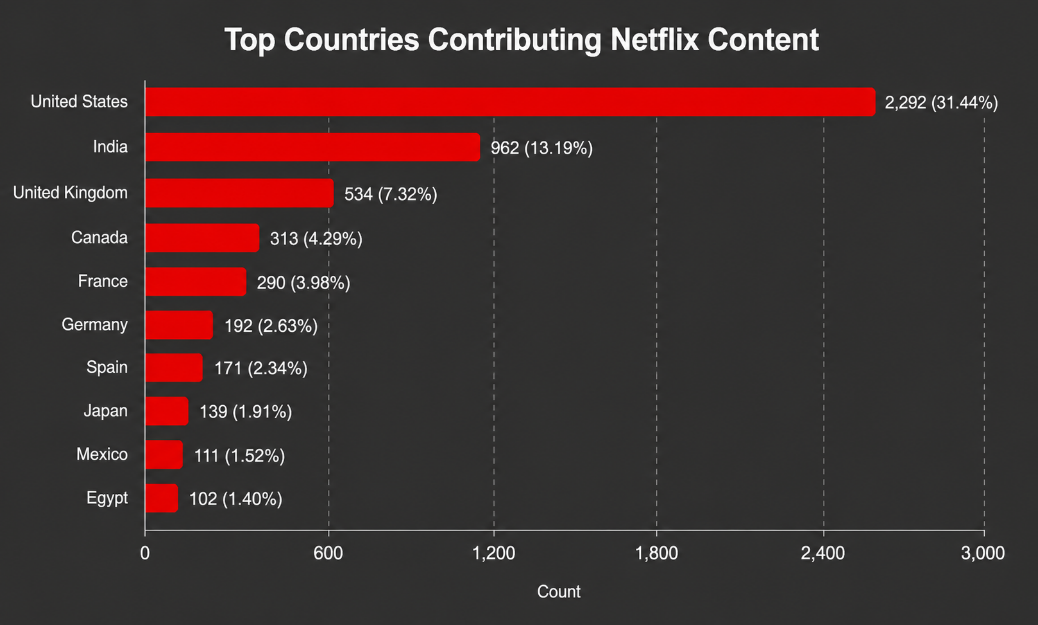 Top Countries Contributing Netflix Content
United States 2,292 (31.44%)
India 962 (13.19%)
United Kingdom 534 (7.32%)
Canada 313 (4.29%)
France 290 (3.98%)
Germany 192 (2.63%)
Spain 171 (2.34%)
Japan 139 (1.91%)
Mexico 111 (1.52%)
Egypt 102 (1.40%)
0 600 1,200 1,800 2,400 3,000
Count